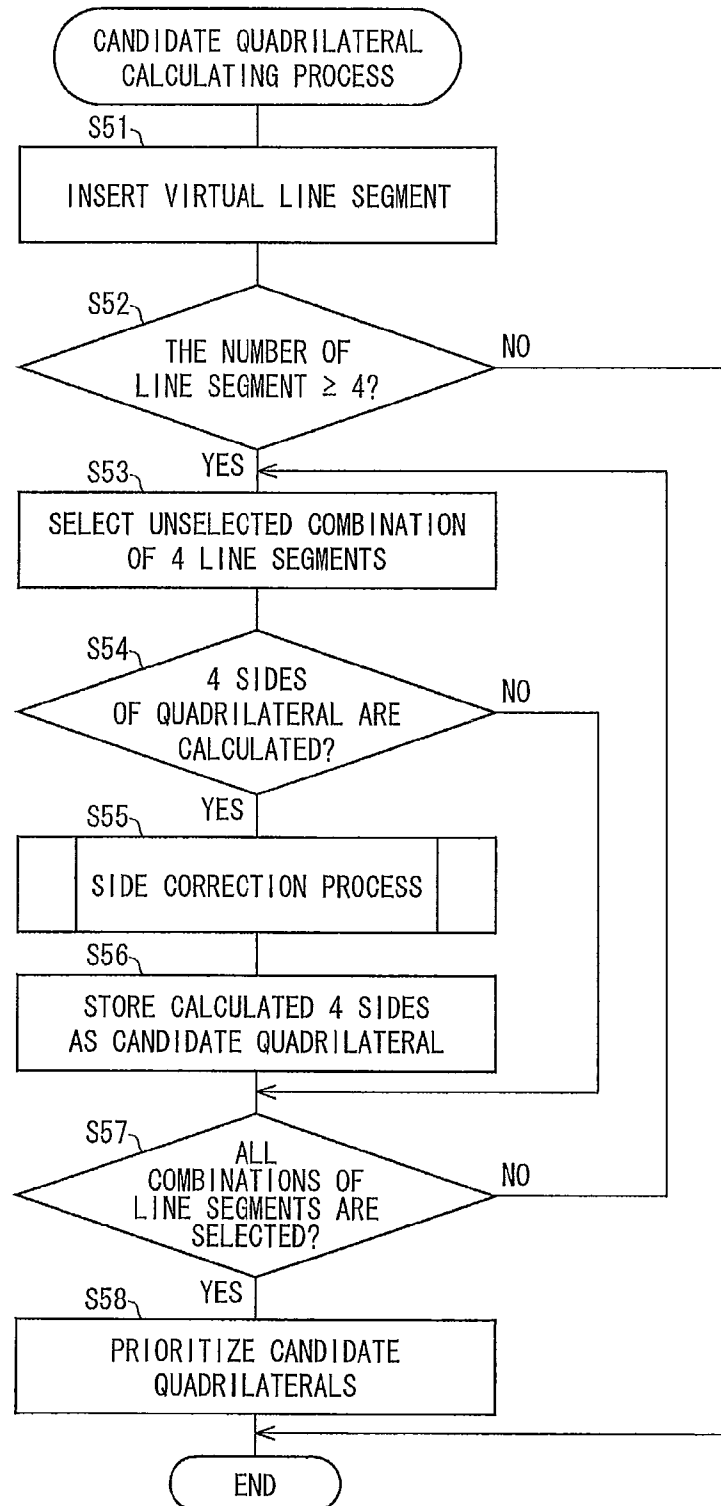 CANDIDATE QUADRILATERAL
CALCULATING PROCESS
S51
INSERT VIRTUAL LINE SEGMENT
S52
THE NUMBER OF
LINE SEGMENT ≥ 4?
NO
YES
S53
SELECT UNSELECTED COMBINATION
OF 4 LINE SEGMENTS
S54
4 SIDES
OF QUADRILATERAL ARE
CALCULATED?
NO
YES
S55
SIDE CORRECTION PROCESS
S56
STORE CALCULATED 4 SIDES
AS CANDIDATE QUADRILATERAL
S57
ALL
COMBINATIONS OF
LINE SEGMENTS ARE
SELECTED?
NO
YES
S58
PRIORITIZE CANDIDATE
QUADRILATERALS
END